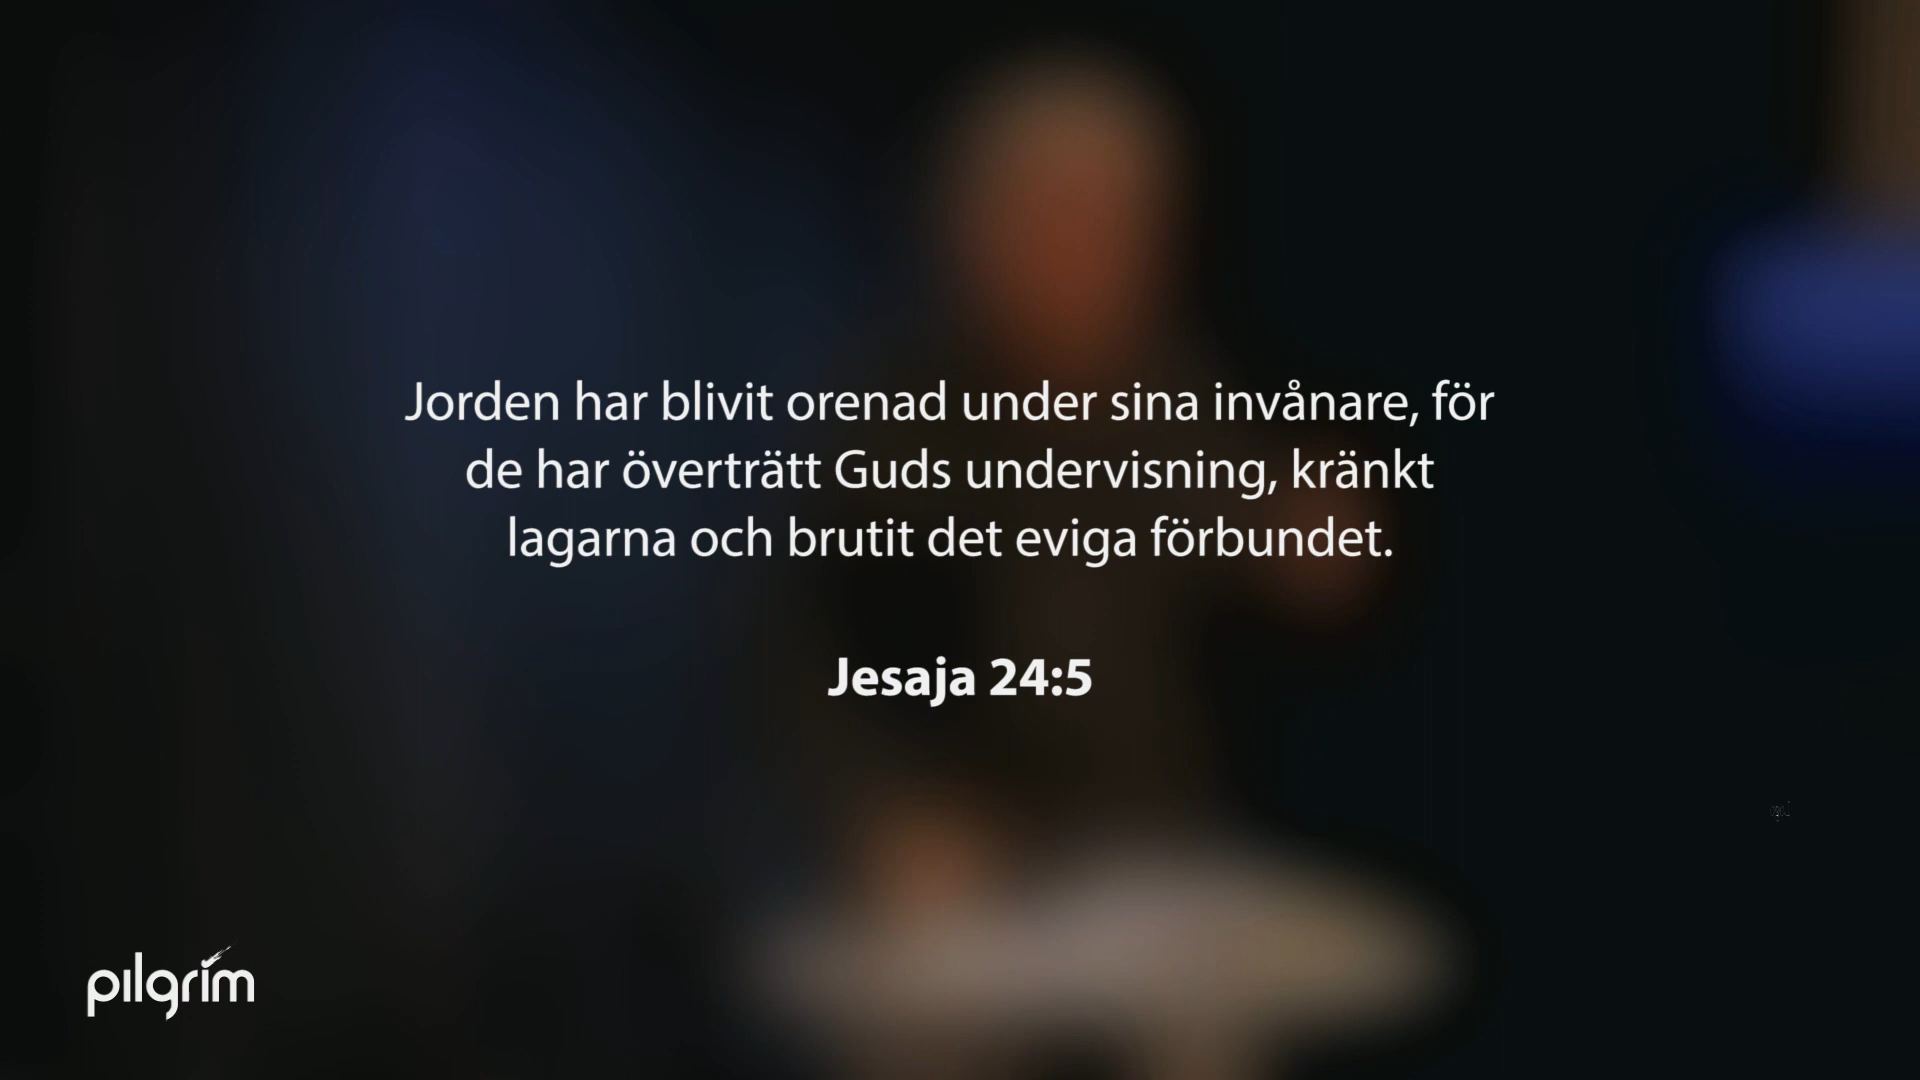 Jorden har blivit orenad under sina invånare, för
de har överträtt Guds undervisning, kränkt
lagarna och brutit det eviga förbundet.
Jesaja 24:5
pilgrim